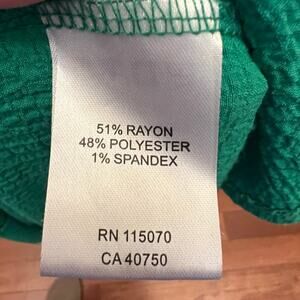 51% RAYON
48% POLYESTER
1% SPANDEX
RN 115070
CA 40750